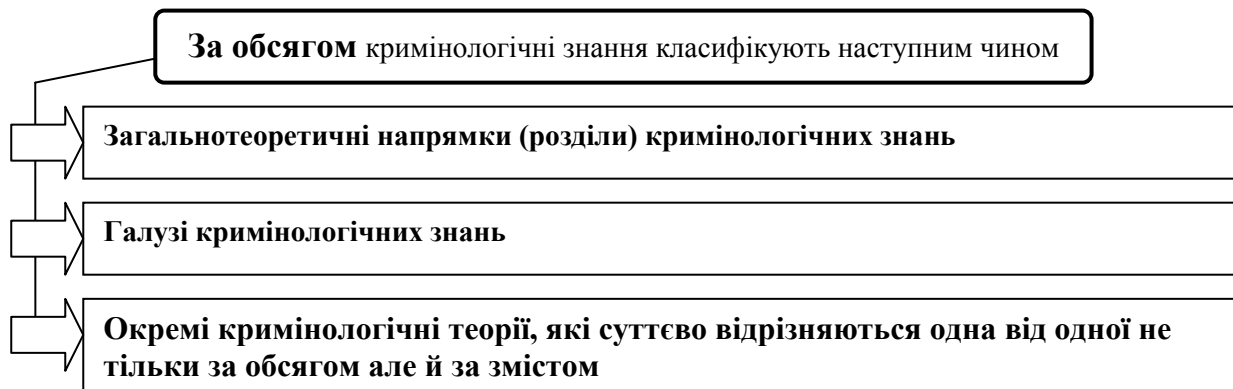 За обсягом кримінологічні знання класифікують наступним чином
Загальнотеоретичні напрямки (розділи) кримінологічних знань
Галузі кримінологічних знань
Окремі кримінологічні теорії, які суттєво відрізняються одна від одної не
тільки за обсягом але й за змістом